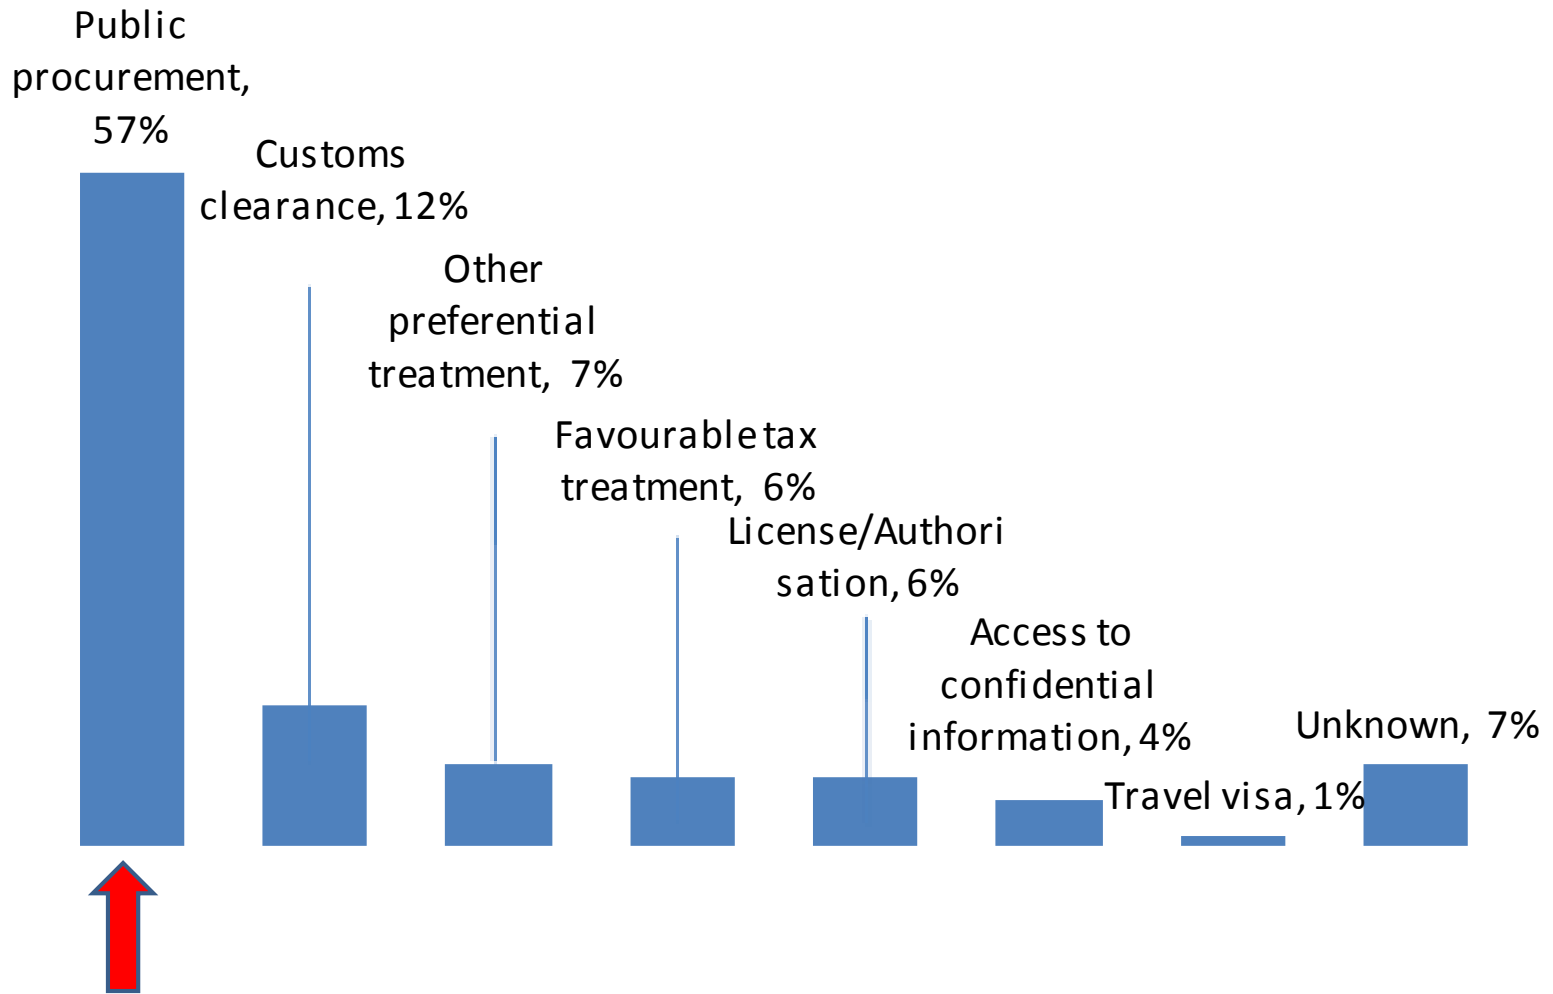 Public
procurement,
57%
Customs
clearance, 12%
Other
preferential
treatment, 7%
Favourable tax
treatment, 6%
License/Authori
sation, 6%
Access to
confidential
information, 4%
Travel visa, 1%
Unknown, 7%